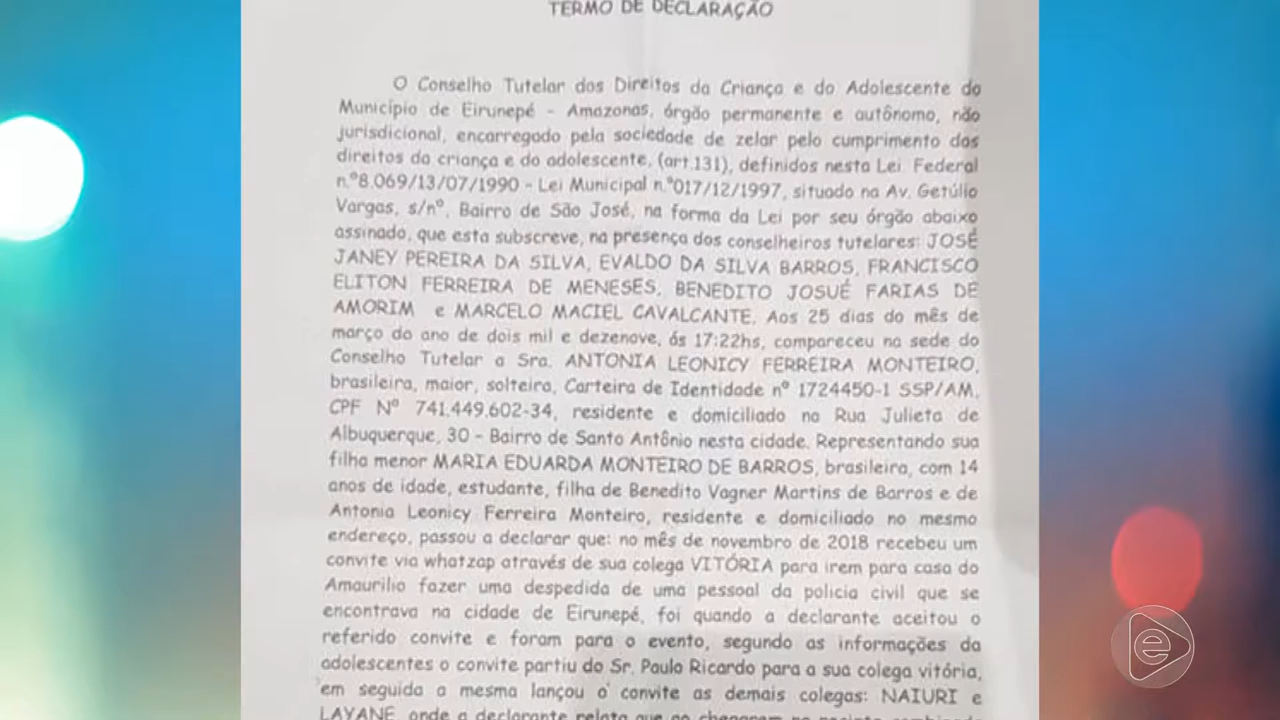 TERMO DE DECLARAÇÃO
O Conselho Tutelar dos Direitos da Criança e do Adolescente do
Município de Eirunepé - Amazonas, órgão permanente e autônomo, não
jurisdicional, encarregado pela sociedade de zelar pelo cumprimento dos
direitos da criança e do adolescente, (art.131), definidos nesta Lei Federal
n.º8.069/13/07/1990 - Lei Municipal n.º017/12/1997, situado na Av. Getúlio
Vargas, s/nº, Bairro de São José, na forma da Lei por seu órgão abaixo
assinado, que esta subscreve, na presença dos conselheiros tutelares: JOSÉ
JANEY PEREIRA DA SILVA, EVALDO DA SILVA BARROS, FRANCISCO
ELITON FERREIRA DE MENESES, BENEDITO JOSUÉ FARIAS DE
AMORIM e MARCELO MACIEL CAVALCANTE. Aos 25 dias do mês de
março do ano de dois mil e dezenove, ás 17:22hs, compareceu na sede do
Conselho Tutelar a Sra. ANTONIA LEONICY FERREIRA MONTEIRO,
brasileira, maior, solteira, Carteira de Identidade nº 1724450-1 SSP/AM,
CPF Nº 741.449.602-34, residente e domiciliado na Rua Julieta de
Albuquerque, 30 - Bairro de Santo Antônio nesta cidade. Representando sua
filha menor MARIA EDUARDA MONTEIRO DE BARROS, brasileira, com 14
anos de idade, estudante, filha de Benedito Vagner Martins de Barros e de
Antonia Leonicy Ferreira Monteiro, residente e domiciliado no mesmo
endereço, passou a declarar que: no mês de novembro de 2018 recebeu um
convite via whatzap através de sua colega VITÓRIA para irem para casa do
Amaurilio fazer uma despedida de uma pessoal da policia civil que se
encontrava na cidade de Eirunepé, foi quando a declarante aceitou o
referido convite e foram para o evento, segundo as informações da
adolescentes o convite partiu do Sr. Paulo Ricardo para a sua colega vitória,
em seguida a mesma lançou o convite as demais colegas: NAIURI e
LAYANE, onde a declarante relata que ao chegarem no
e